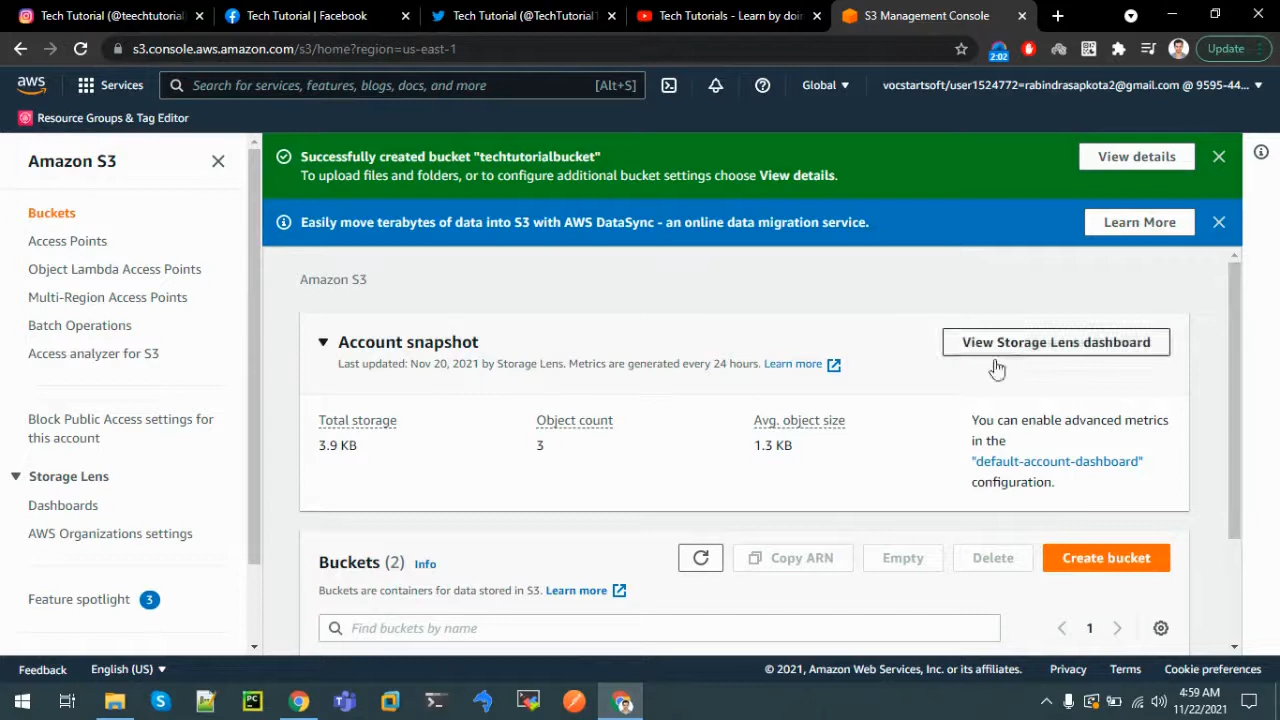 Tech Tutorial (@teechtutorial
Tech Tutorial | Facebook
Tech Tutorial (@TechTutorial1
Tech Tutorials - Learn by doi
S3 Management Console
s3.console.aws.amazon.com/s3/home?region=us-east-1
2:02
Update
aws
Services
Search for services, features, blogs, docs, and more
[Alt+S]
Global
vocstartsoft/user1524772=rabindrasapkota2@gmail.com @ 9595-44...
Resource Groups & Tag Editor
Amazon S3
Buckets
Access Points
Object Lambda Access Points
Multi-Region Access Points
Batch Operations
Access analyzer for S3
Block Public Access settings for
this account
Storage Lens
Dashboards
AWS Organizations settings
Feature spotlight 3
Successfully created bucket "techtutorialbucket"
To upload files and folders, or to configure additional bucket settings choose View details.
View details
Easily move terabytes of data into S3 with AWS DataSync - an online data migration service.
Learn More
Amazon S3
Account snapshot
Last updated: Nov 20, 2021 by Storage Lens. Metrics are generated every 24 hours. Learn more
View Storage Lens dashboard
Total storage
3.9 KB
Object count
3
Avg. object size
1.3 KB
You can enable advanced metrics
in the
"default-account-dashboard"
configuration.
Buckets (2) Info
Copy ARN
Empty
Delete
Create bucket
Buckets are containers for data stored in S3. Learn more
Find buckets by name
1
Feedback
English (US)
© 2021, Amazon Web Services, Inc. or its affiliates.
Privacy
Terms
Cookie preferences
PC
4:59 AM
11/22/2021